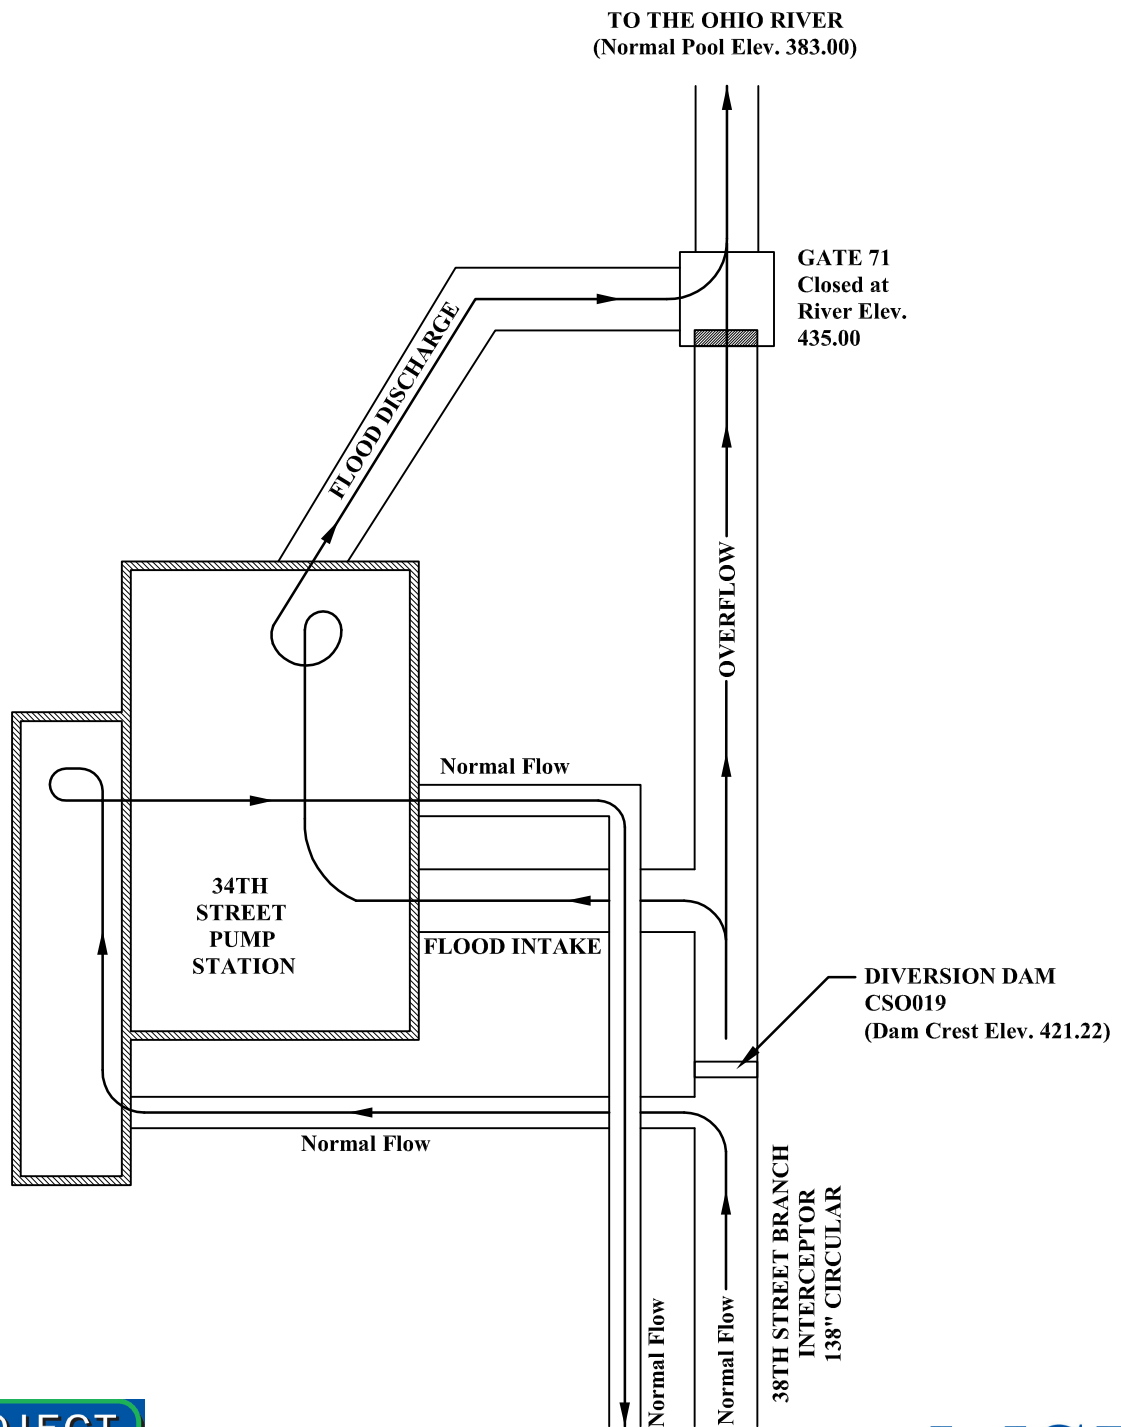 TO THE OHIO RIVER
(Normal Pool Elev. 383.00)
GATE 71
Closed at
River Elev.
435.00
FLOOD DISCHARGE
OVERFLOW
Normal Flow
34TH
STREET
PUMP
STATION
FLOOD INTAKE
DIVERSION DAM
CSO019
(Dam Crest Elev. 421.22)
Normal Flow
38TH STREET BRANCH
INTERCEPTOR
138" CIRCULAR
Normal Flow
Normal Flow